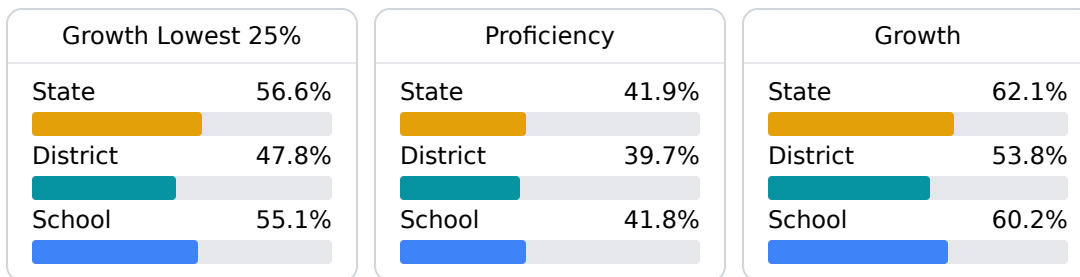 Growth Lowest 25%
State 56.6%
District 47.8%
School 55.1%
Proficiency
State 41.9%
District 39.7%
School 41.8%
Growth
State 62.1%
District 53.8%
School 60.2%